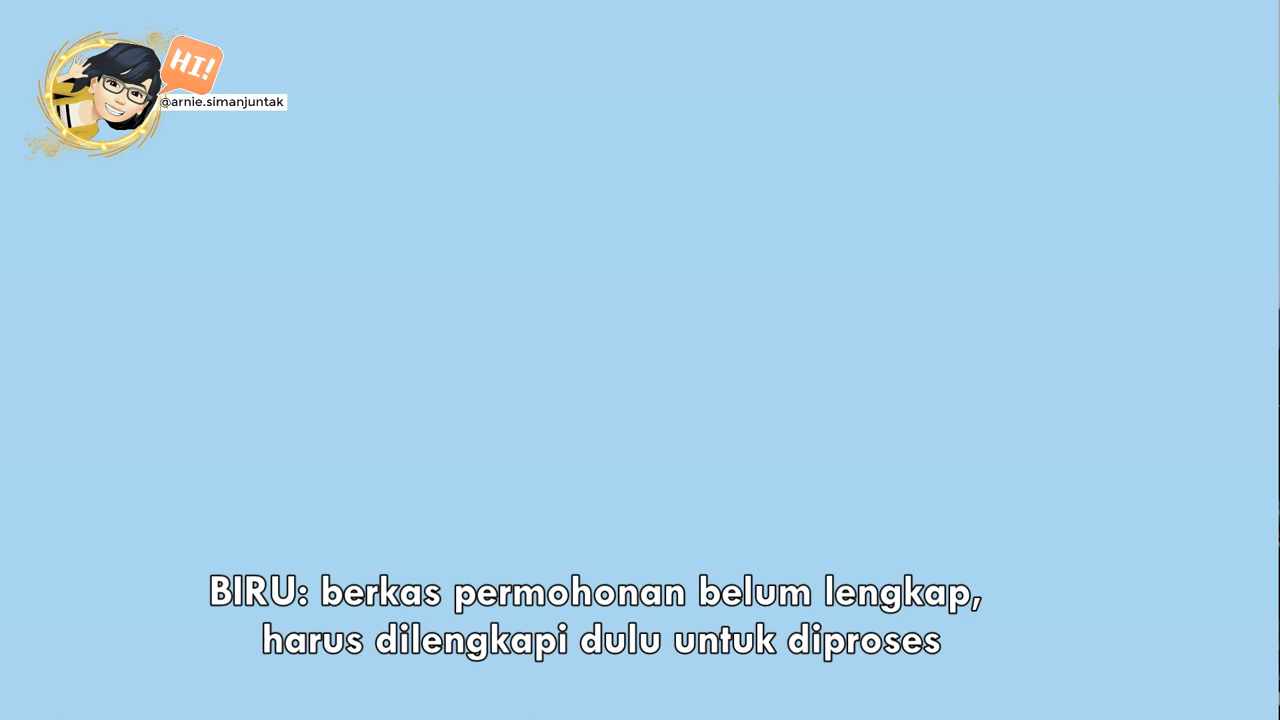 HI!
@arnie.simanjuntak
BIRU: berkas permohonan belum lengkap,
harus dilengkapi dulu untuk diproses